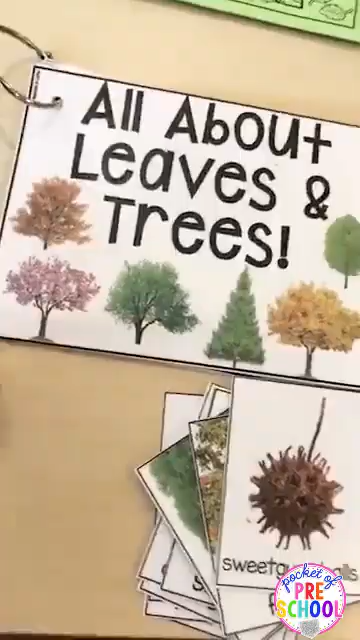 All About
Leaves &
Trees!
pocket of
PRE
SCHOOL